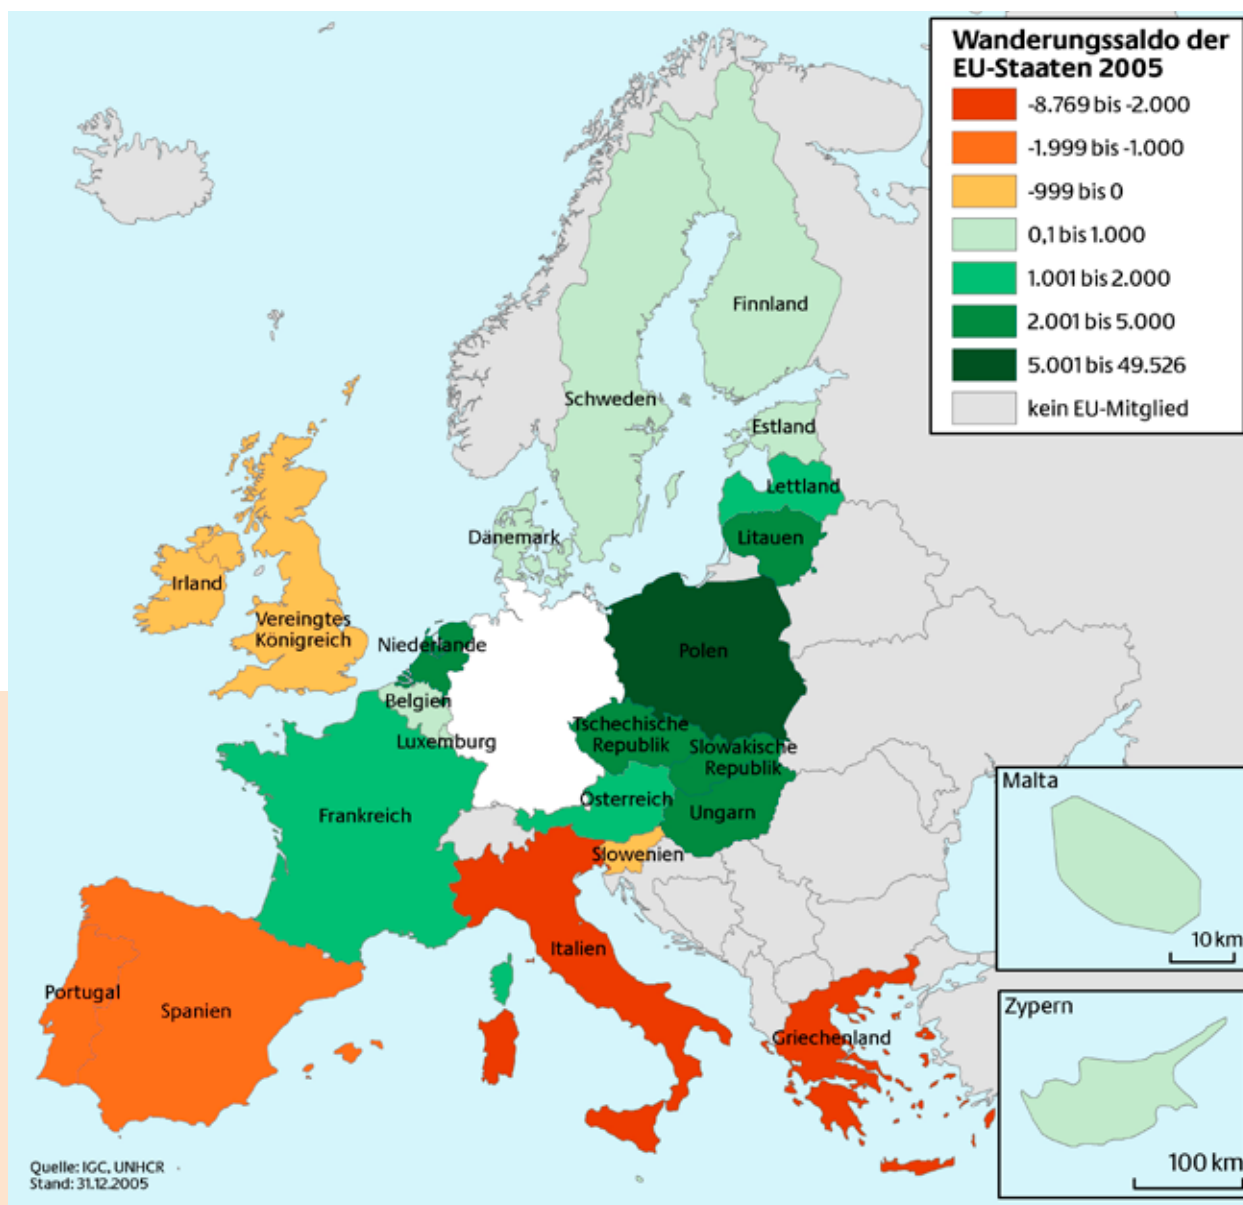 Wanderungssaldo der
EU-Staaten 2005
-8.769 bis -2.000
-1.999 bis -1.000
-999 bis 0
0,1 bis 1.000
1.001 bis 2.000
2.001 bis 5.000
5.001 bis 49.526
kein EU-Mitglied
Finnland
Schweden
Estland
Lettland
Litauen
Dänemark
Irland
Vereingtes
Königreich
Niederlande
Polen
Belgien
Luxemburg
Tschechische
Republik
Slowakische
Republik
Frankreich
Österreich
Ungarn
Slowenien
Italien
Portugal
Spanien
Griechenland
Malta
10 km
Zypern
100 km
Quelle: IGC, UNHCR
Stand: 31.12.2005